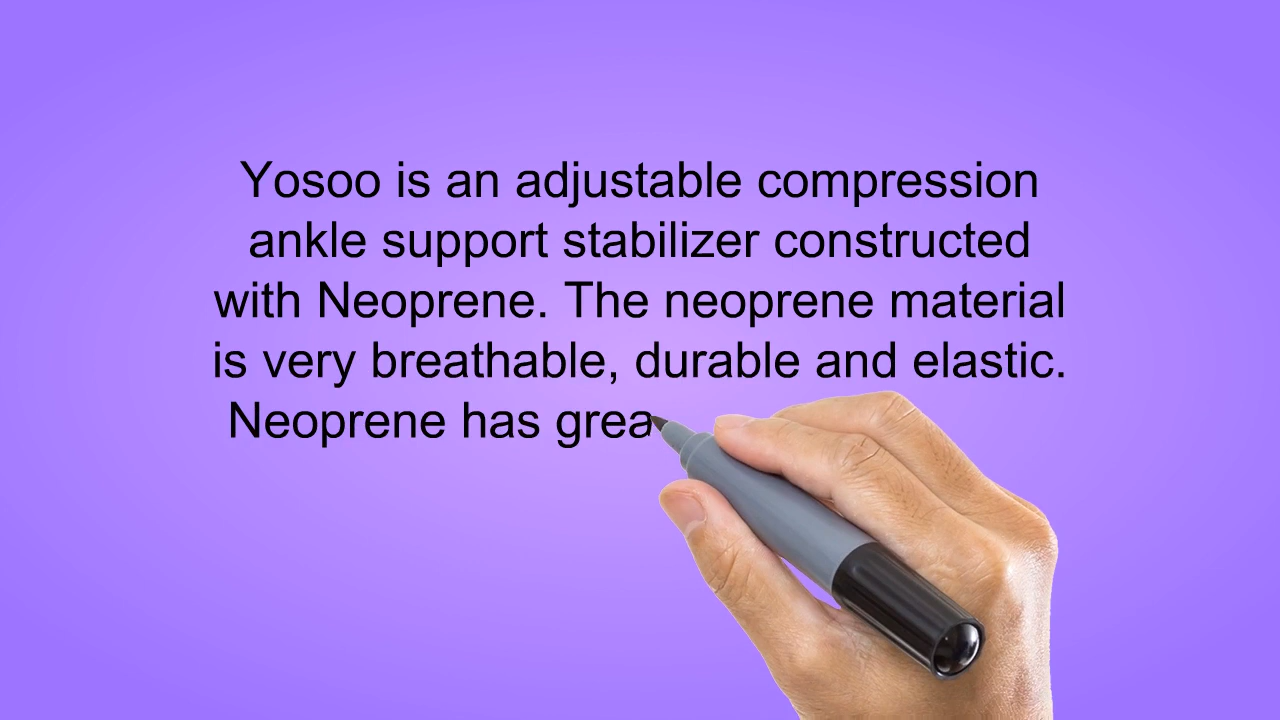 Yosoo is an adjustable compression
ankle support stabilizer constructed
with Neoprene. The neoprene material
is very breathable, durable and elastic.
Neoprene has grea